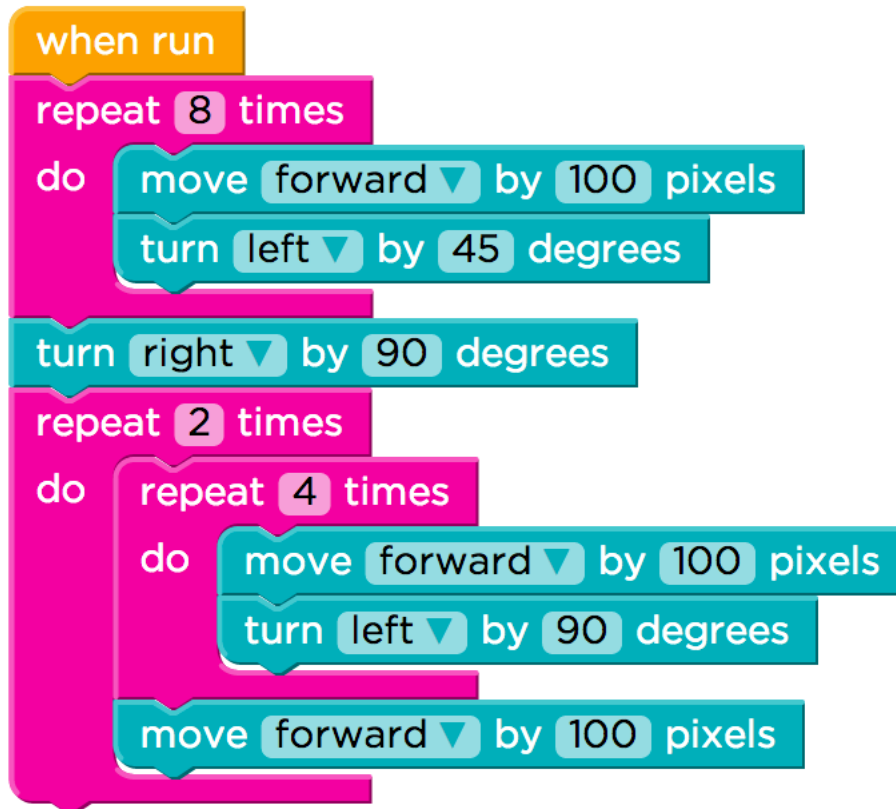 when run
repeat 8 times
do move forward ▼ by 100 pixels
turn left ▼ by 45 degrees
turn right ▼ by 90 degrees
repeat 2 times
do repeat 4 times
do move forward ▼ by 100 pixels
turn left ▼ by 90 degrees
move forward ▼ by 100 pixels